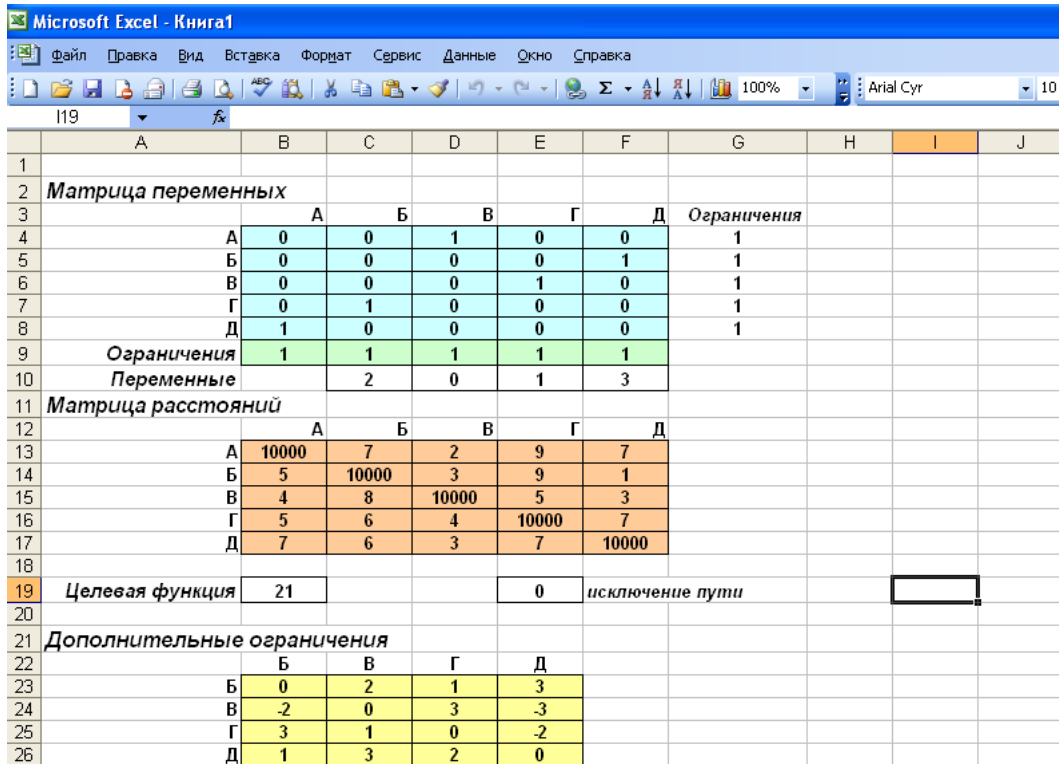 Microsoft Excel - Книга1
Файл Правка Вид Вставка Формат Сервис Данные Окно Справка
100% Arial Cyr 10
I19 fx
A B C D E F G H I J
1
2 Матрица переменных
3 А Б В Г Д Ограничения
4 А 0 0 1 0 0 1
5 Б 0 0 0 0 1 1
6 В 0 0 0 1 0 1
7 Г 0 1 0 0 0 1
8 Д 1 0 0 0 0 1
9 Ограничения 1 1 1 1 1
10 Переменные 2 0 1 3
11 Матрица расстояний
12 А Б В Г Д
13 А 10000 7 2 9 7
14 Б 5 10000 3 9 1
15 В 4 8 10000 5 3
16 Г 5 6 4 10000 7
17 Д 7 6 3 7 10000
18
19 Целевая функция 21 0 исключение пути
20
21 Дополнительные ограничения
22 Б В Г Д
23 Б 0 2 1 3
24 В -2 0 3 -3
25 Г 3 1 0 -2
26 Д 1 3 2 0